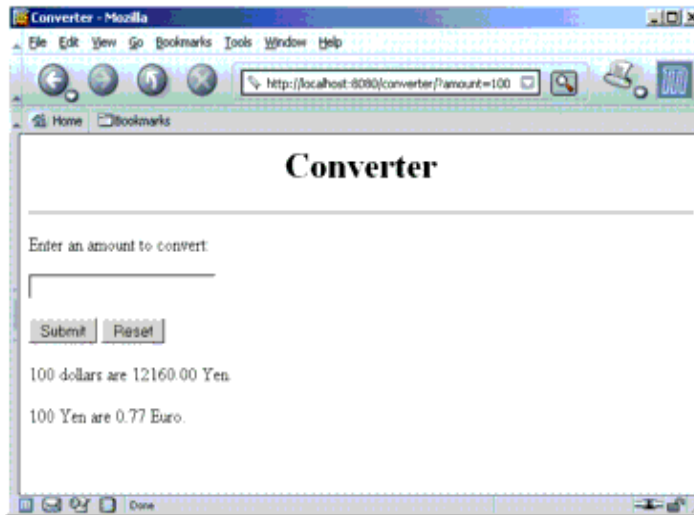 Converter - Mozilla
File Edit View Go Bookmarks Tools Window Help
http://localhost:8080/converter/?amount=100
Home Bookmarks
Converter
Enter an amount to convert:
Submit Reset
100 dollars are 12160.00 Yen.
100 Yen are 0.77 Euro.
Done